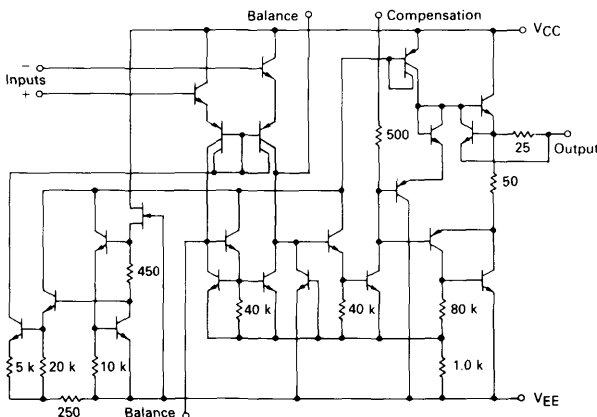 Balance
Compensation
VCC
−
Inputs
+
500
25
Output
50
450
40 k
40 k
80 k
5 k
20 k
10 k
1.0 k
250
Balance
VEE